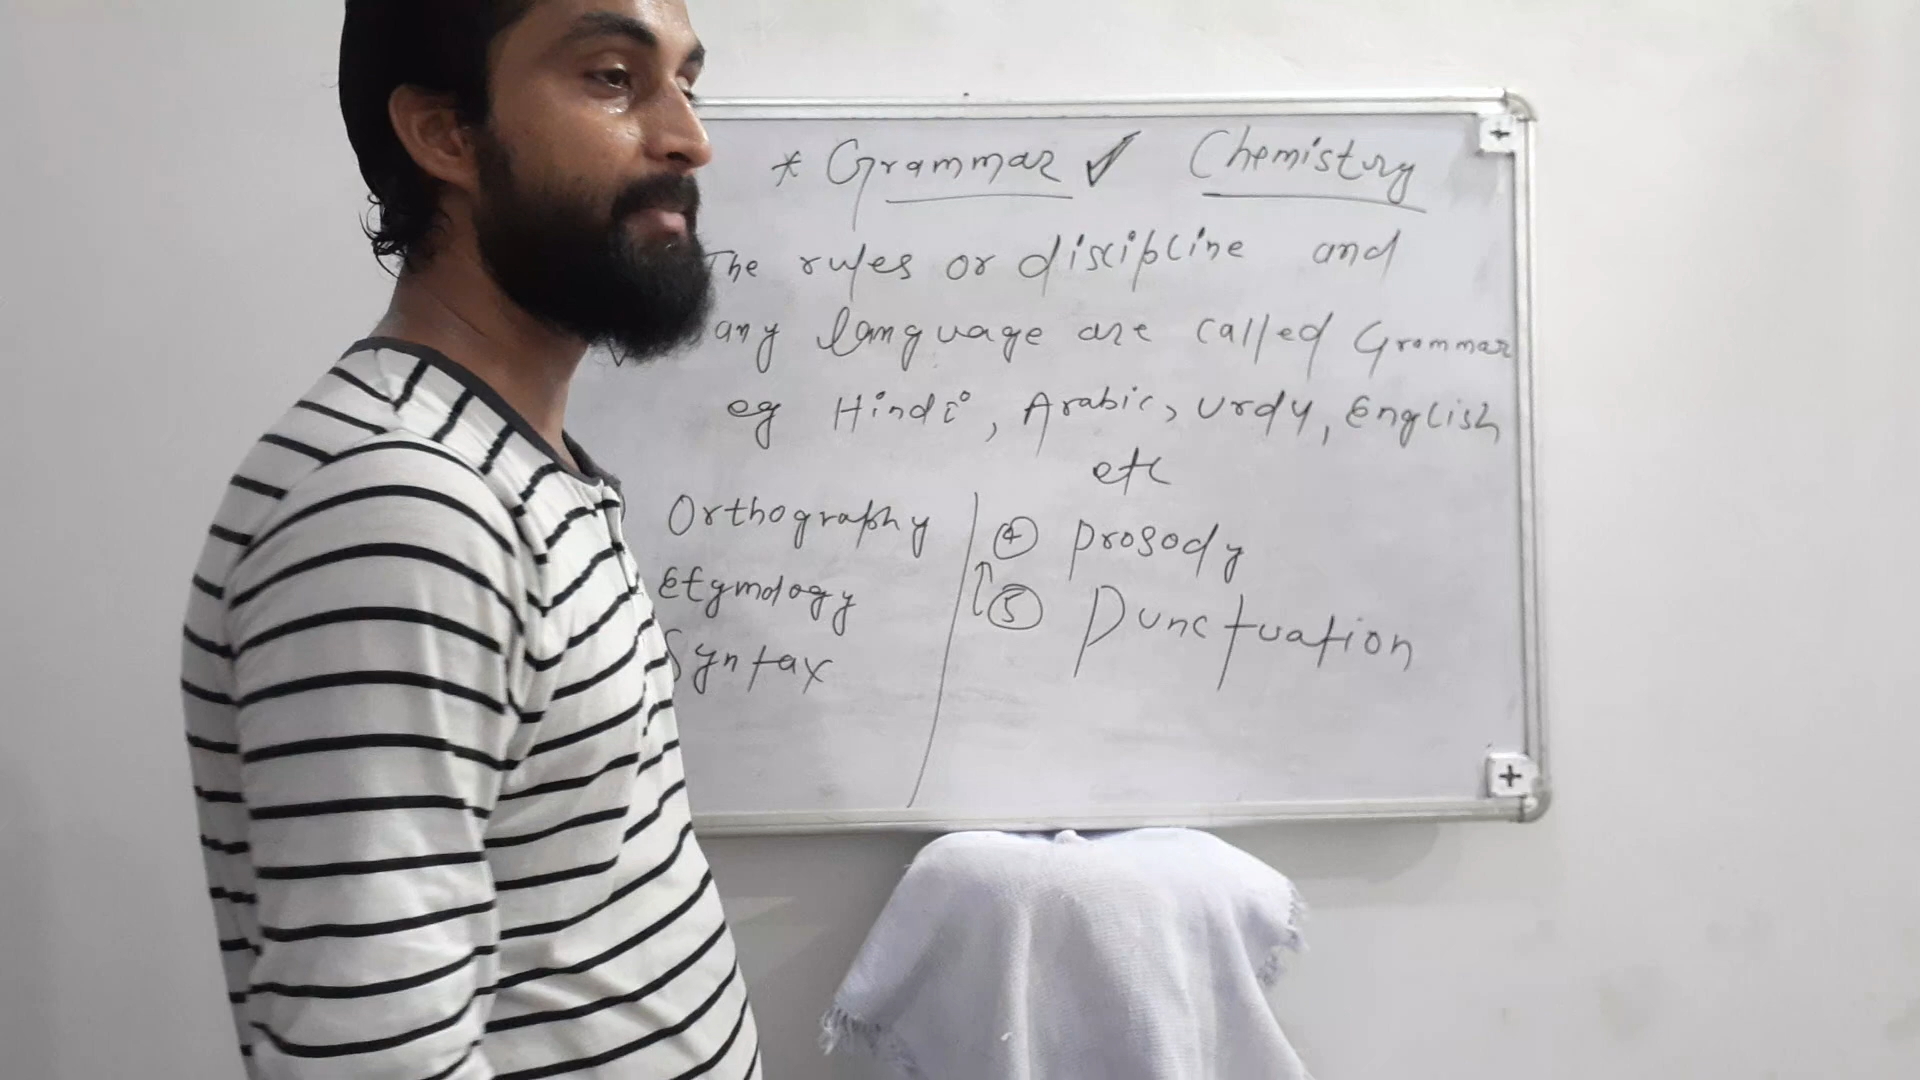 * Grammar ✓ Chemistry
The rules or discipline and
any language are called Grammar
eg Hindi, Arabic, Urdu, English
etc
Orthography
Etymology
Syntax
④ Prosody
⑤ Punctuation